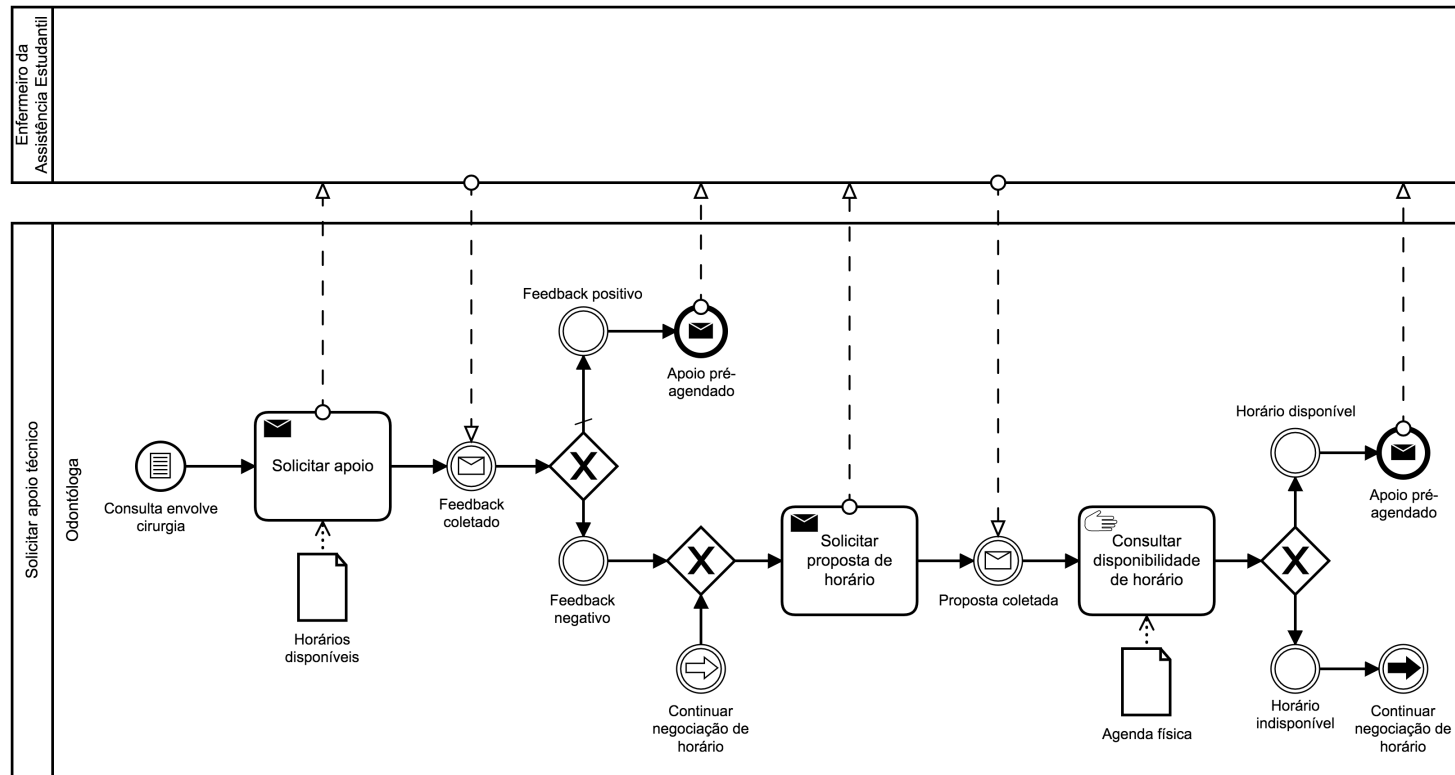 Enfermeiro da
Assistência Estudantil
Solicitar apoio técnico
Odontóloga
Consulta envolve
cirurgia
Solicitar apoio
Horários
disponíveis
Feedback
coletado
Feedback positivo
Apoio pré-
agendado
Feedback
negativo
Continuar
negociação de
horário
Solicitar
proposta de
horário
Proposta coletada
Consultar
disponibilidade
de horário
Agenda física
Horário disponível
Apoio pré-
agendado
Horário
indisponível
Continuar
negociação de
horário